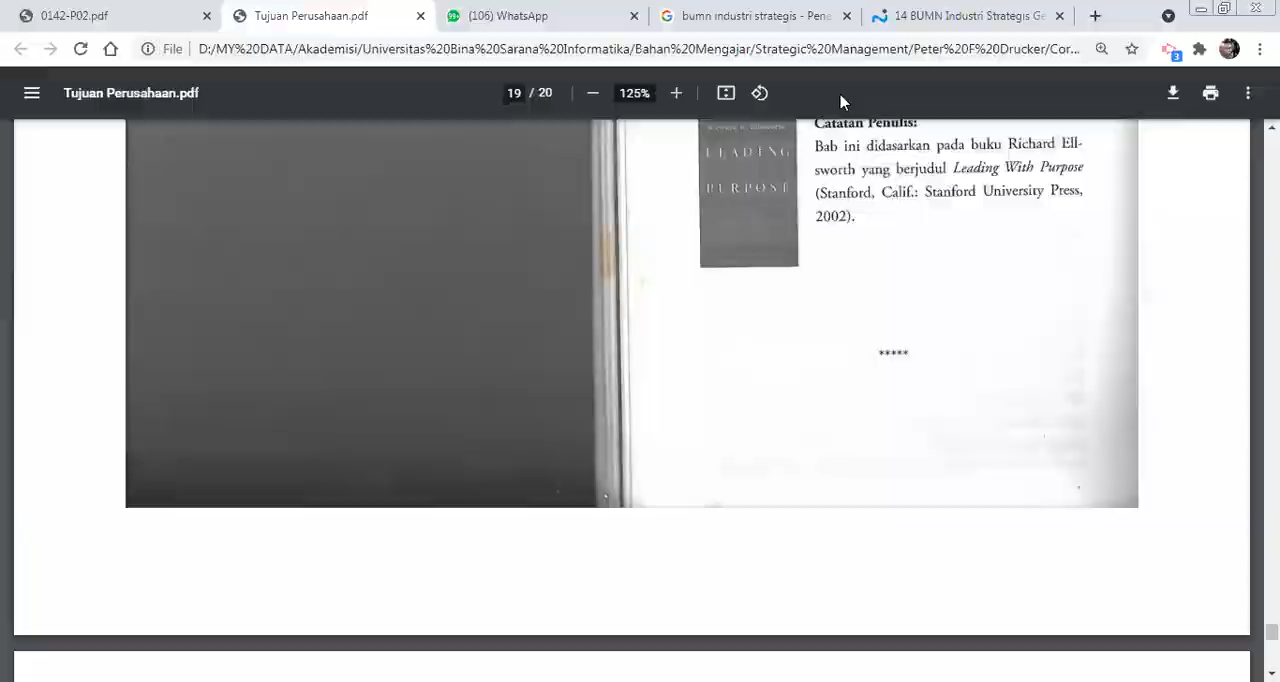 0142-P02.pdf
Tujuan Perusahaan.pdf
(106) WhatsApp
bumn industri strategis - Pene
14 BUMN Industri Strategis Ge
File
D:/MY%20DATA/Akademisi/Universitas%20Bina%20Sarana%20Informatika/Bahan%20Mengajar/Strategic%20Management/Peter%20F%20Drucker/Cor...
3
Tujuan Perusahaan.pdf
19 / 20
125%
LEADING
PURPOSE
Catatan Penulis:
Bab ini didasarkan pada buku Richard Ell-
sworth yang berjudul Leading With Purpose
(Stanford, Calif.: Stanford University Press,
2002).
*****